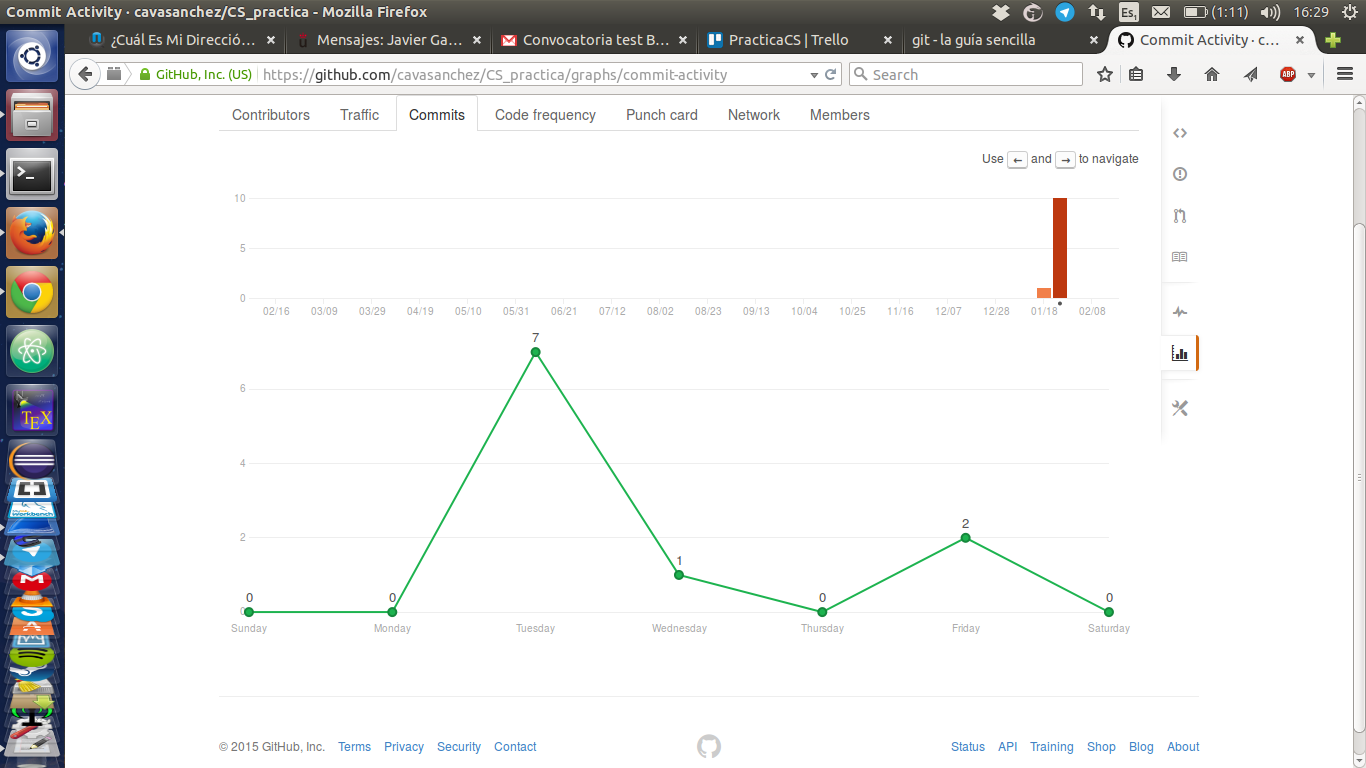 Commit Activity · cavasanchez/CS_practica - Mozilla Firefox
Es1 (1:11) 16:29
¿Cuál Es Mi Direcció... × Mensajes: Javier Ga... × Convocatoria test B... × PracticaCS | Trello × git - la guía sencilla × Commit Activity · c... ×
GitHub, Inc. (US) https://github.com/cavasanchez/CS_practica/graphs/commit-activity Search ABP
Contributors Traffic Commits Code frequency Punch card Network Members
Use ← and → to navigate
10
5
0
02/16 03/09 03/29 04/19 05/10 05/31 06/21 07/12 08/02 08/23 09/13 10/04 10/25 11/16 12/07 12/28 01/18 02/08
7
6
4
2
2
1
0 0 0 0
0
Sunday Monday Tuesday Wednesday Thursday Friday Saturday
© 2015 GitHub, Inc. Terms Privacy Security Contact Status API Training Shop Blog About
TEX
workbench